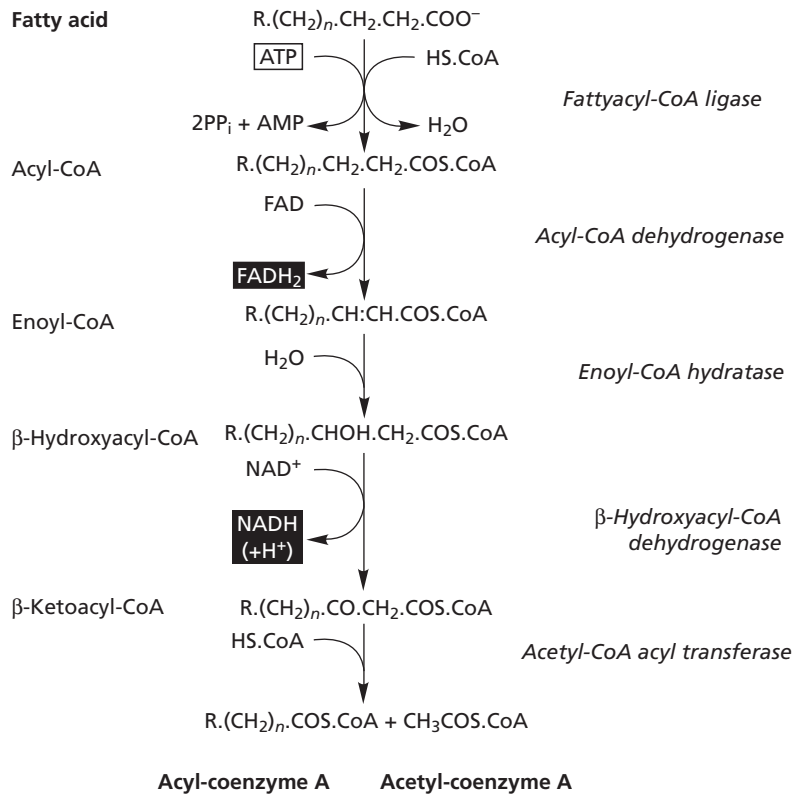 Fatty acid R.(CH₂)ₙ.CH₂.CH₂.COO⁻
ATP HS.CoA
Fattyacyl-CoA ligase
2PPᵢ + AMP H₂O
Acyl-CoA R.(CH₂)ₙ.CH₂.CH₂.COS.CoA
FAD
Acyl-CoA dehydrogenase
FADH₂
Enoyl-CoA R.(CH₂)ₙ.CH:CH.COS.CoA
H₂O
Enoyl-CoA hydratase
β-Hydroxyacyl-CoA R.(CH₂)ₙ.CHOH.CH₂.COS.CoA
NAD⁺
NADH
(+H⁺)
β-Hydroxyacyl-CoA
dehydrogenase
β-Ketoacyl-CoA R.(CH₂)ₙ.CO.CH₂.COS.CoA
HS.CoA
Acetyl-CoA acyl transferase
R.(CH₂)ₙ.COS.CoA + CH₃COS.CoA
Acyl-coenzyme A Acetyl-coenzyme A